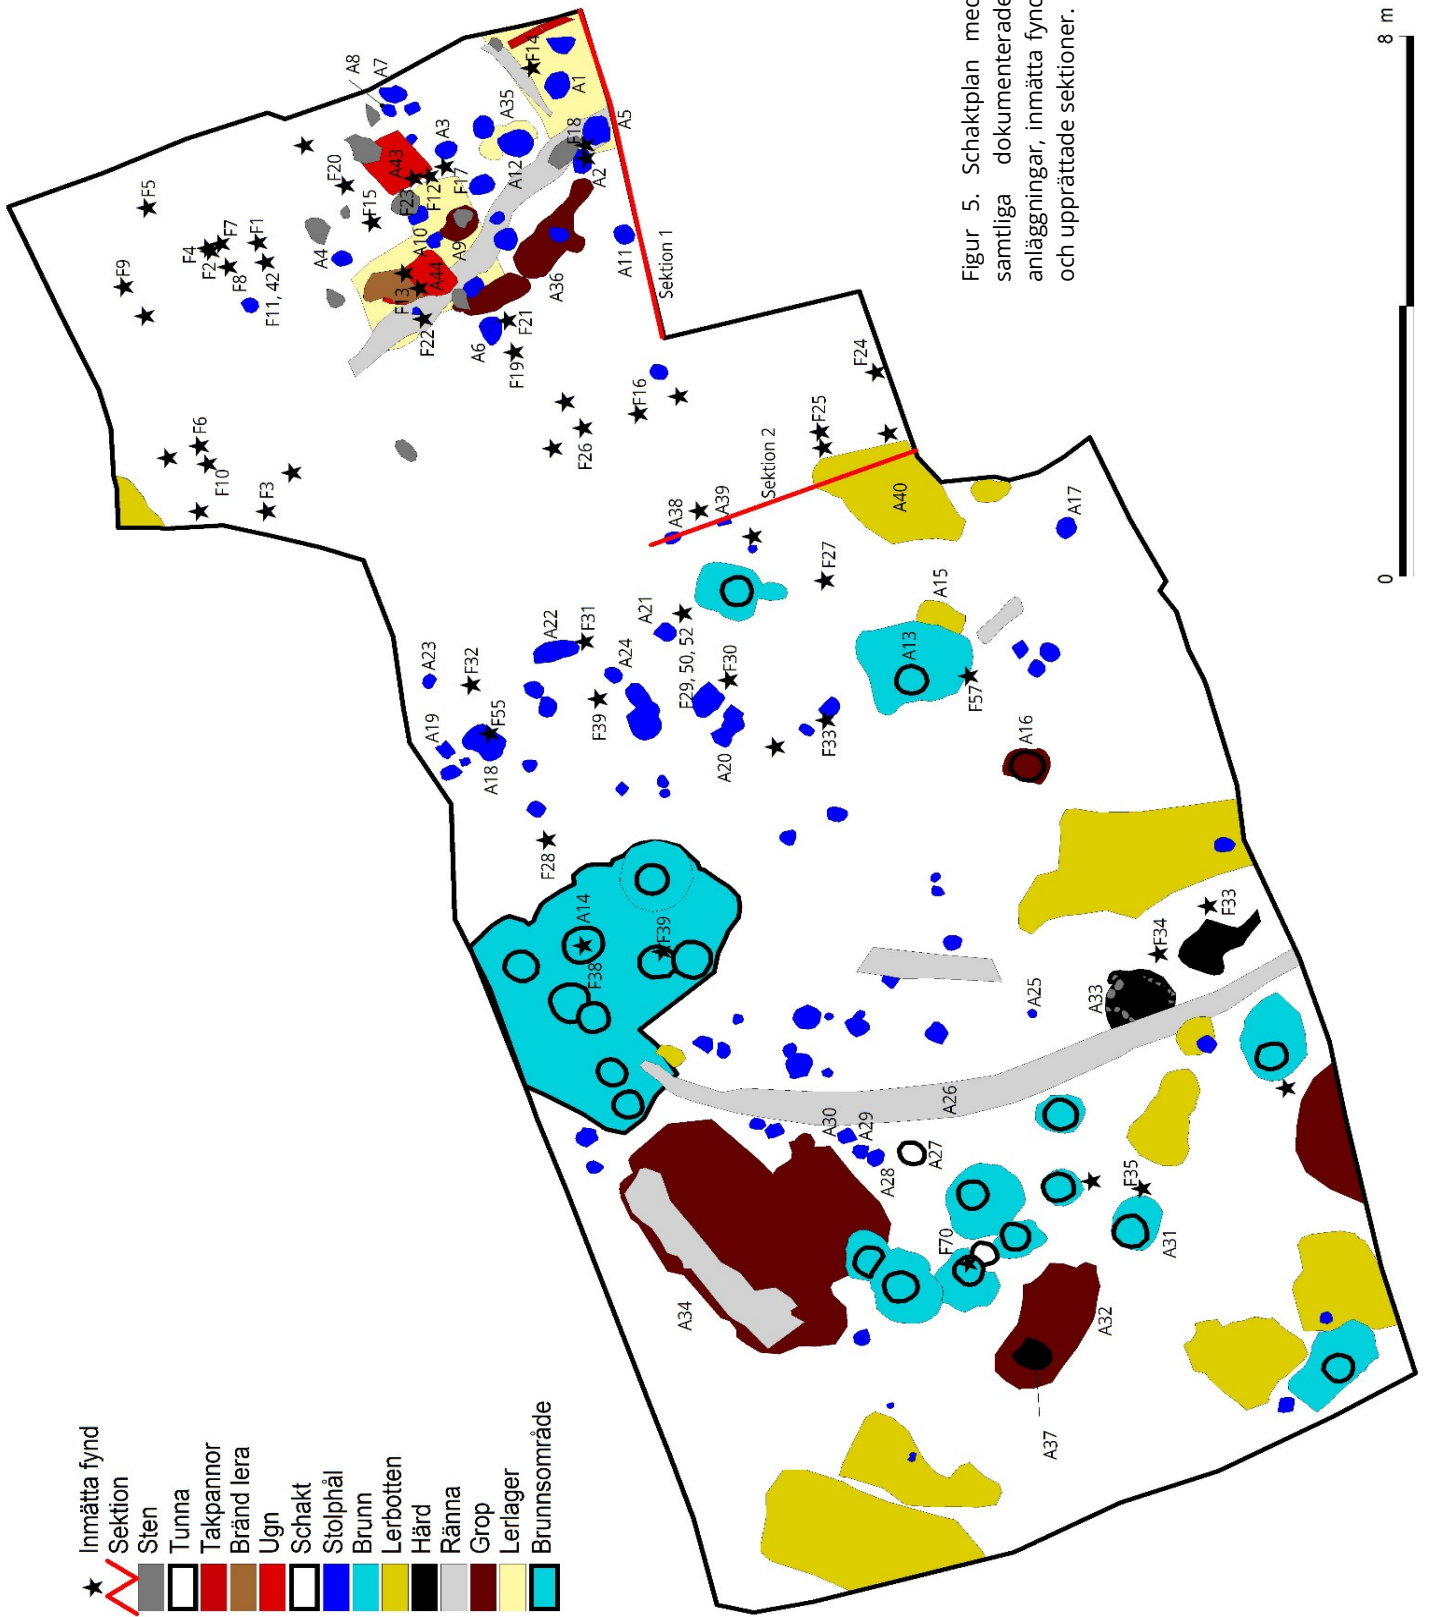 Inmätta fynd
Sektion
Sten
Tunna
Takpannor
Bränd lera
Ugn
Schakt
Stolphål
Brunn
Lerbotten
Härd
Ränna
Grop
Lerlager
Brunnsområde
Figur 5. Schaktplan med
samtliga dokumenterade
anläggningar, inmätta fynd
och upprättade sektioner.
0
8 m
Sektion 1
Sektion 2
F9
F5
F4
F2
F7
F8
F1
F11, 42
F6
F10
F3
A4
F20
F15
A8
A7
A43
F23
F12
A3
F17
A10
A9
F13
A44
F22
A35
F14
A1
A12
F18
A5
A2
A36
A11
A6
F21
F19
F16
F26
F24
F25
A38
A39
A40
A17
F27
A15
A13
F57
A16
A23
F32
A22
F31
A24
A21
F29, 50, 52
F30
F39
A20
F33
A19
F55
A18
F28
A14
F38
F39
A25
A33
F34
F33
A26
A30
A29
A28
A27
F70
F35
A31
A34
A32
A37